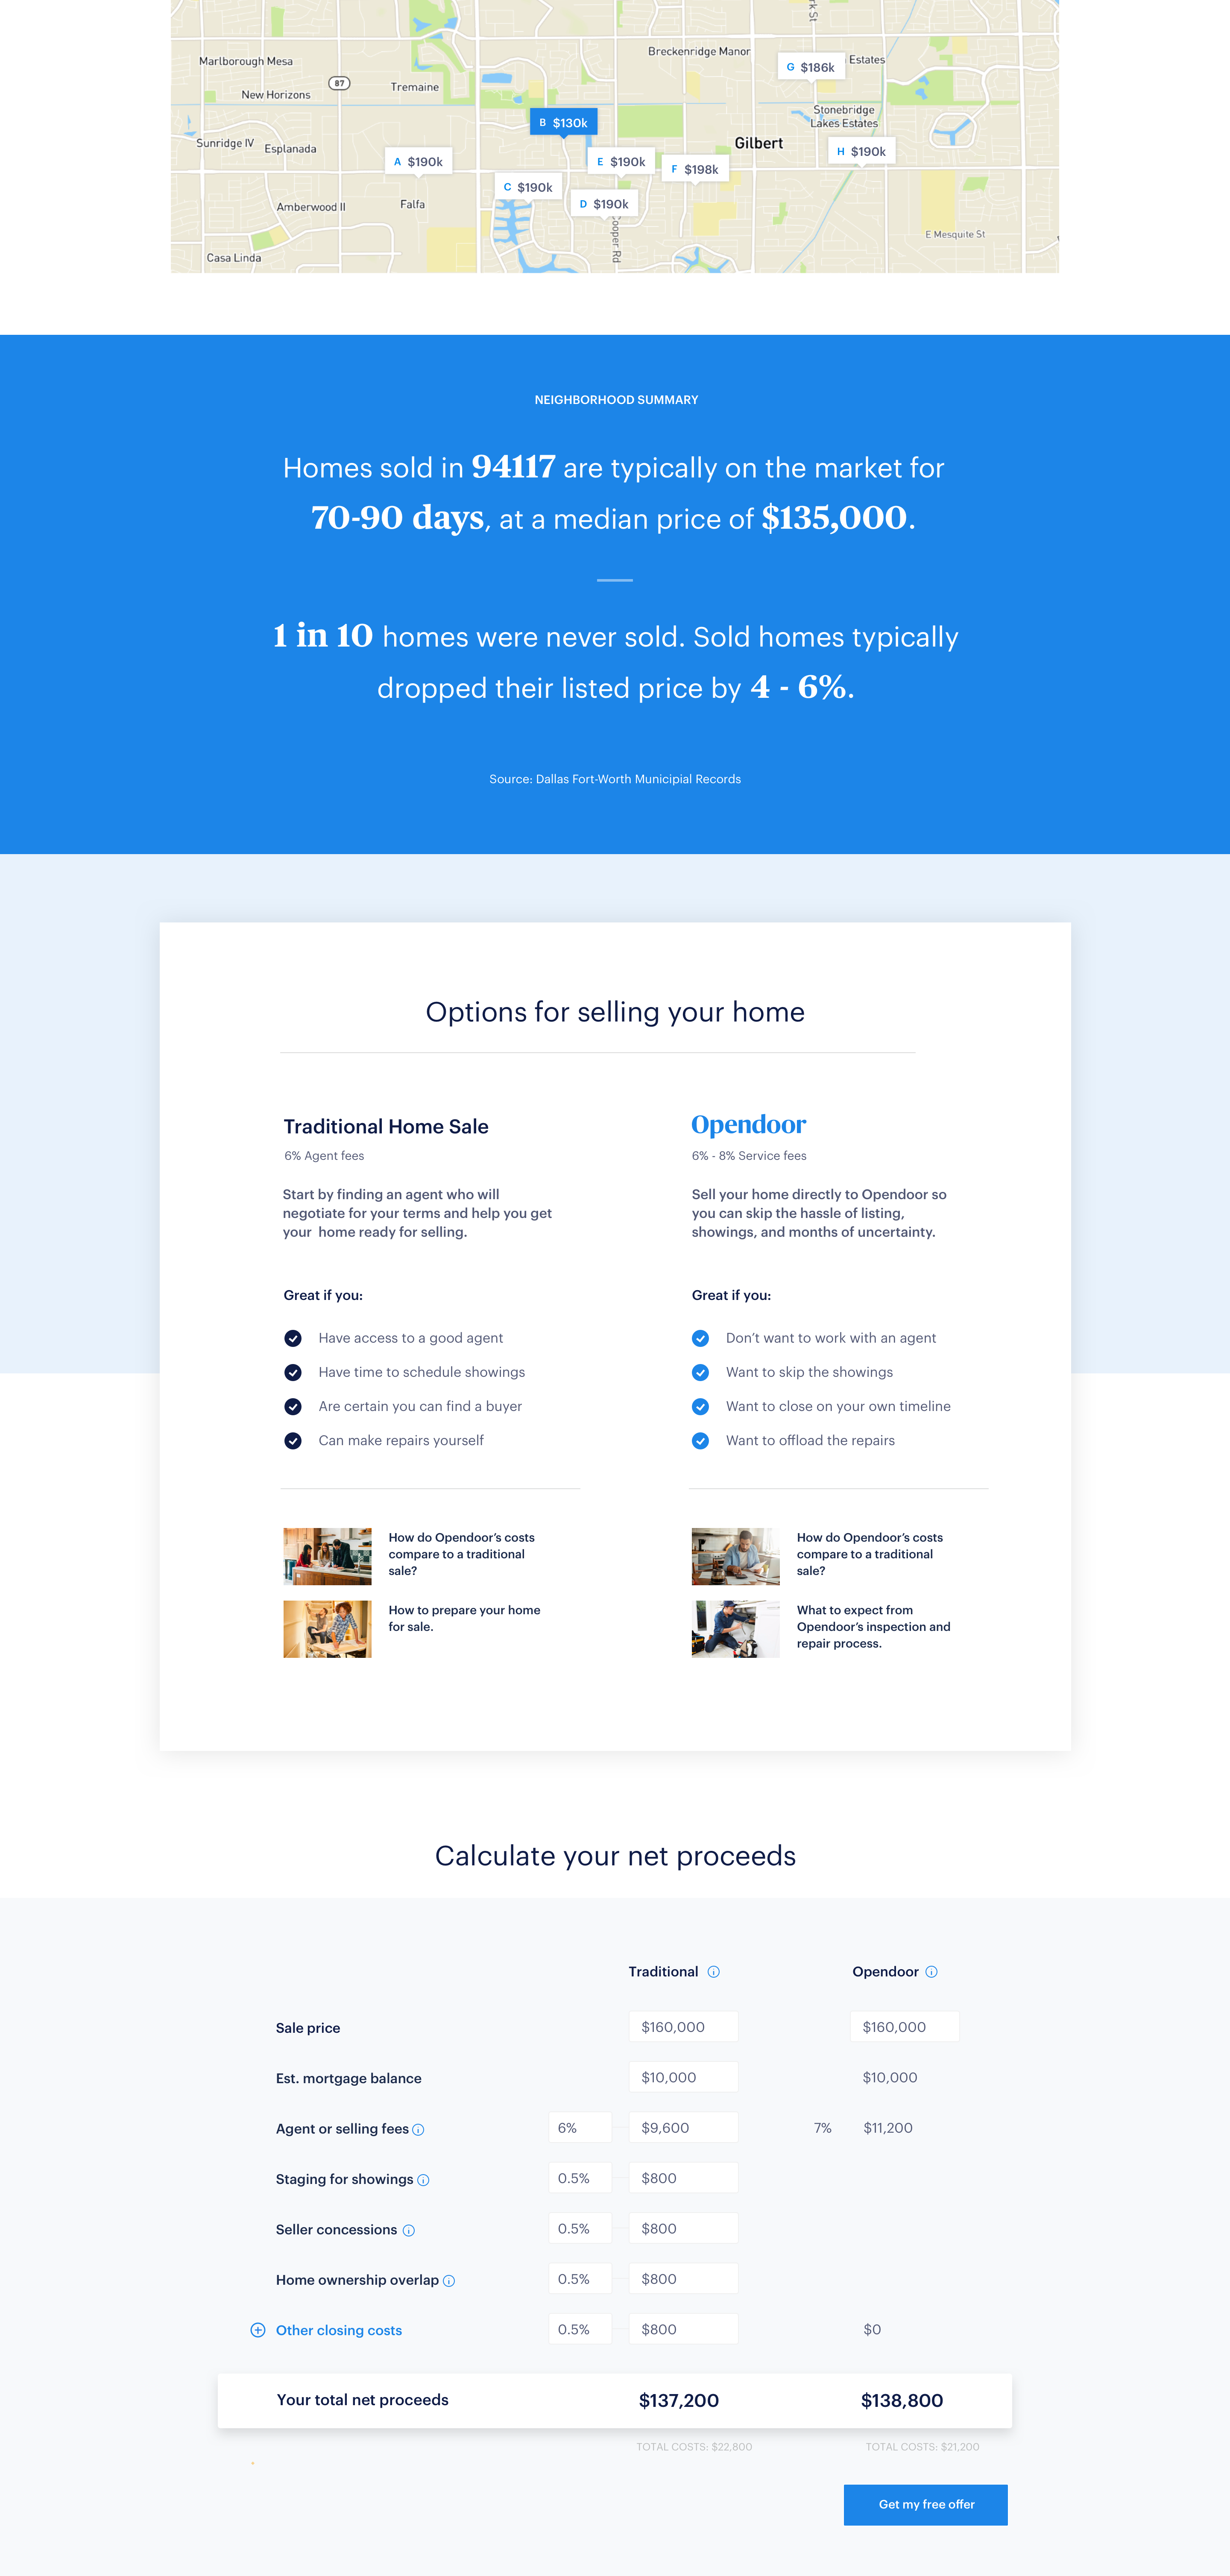 rk St
Breckenridge Manor
Marlborough Mesa
G $186k
Estates
87
New Horizons
Tremaine
Stonebridge
Lakes Estates
B $130k
Sunridge IV
Esplanada
Gilbert
A $190k
E $190k
F $198k
H $190k
C $190k
D $190k
Amberwood II
Falfa
Cooper Rd
E Mesquite St
Casa Linda
NEIGHBORHOOD SUMMARY
Homes sold in 94117 are typically on the market for
70-90 days, at a median price of $135,000.
1 in 10 homes were never sold. Sold homes typically
dropped their listed price by 4 - 6%.
Source: Dallas Fort-Worth Municipial Records
Options for selling your home
Traditional Home Sale
6% Agent fees
Start by finding an agent who will
negotiate for your terms and help you get
your home ready for selling.
Great if you:
Have access to a good agent
Have time to schedule showings
Are certain you can find a buyer
Can make repairs yourself
How do Opendoor’s costs
compare to a traditional
sale?
How to prepare your home
for sale.
Opendoor
6% - 8% Service fees
Sell your home directly to Opendoor so
you can skip the hassle of listing,
showings, and months of uncertainty.
Great if you:
Don’t want to work with an agent
Want to skip the showings
Want to close on your own timeline
Want to offload the repairs
How do Opendoor’s costs
compare to a traditional
sale?
What to expect from
Opendoor’s inspection and
repair process.
Calculate your net proceeds
Traditional Opendoor
Sale price $160,000 $160,000
Est. mortgage balance $10,000 $10,000
Agent or selling fees 6% $9,600 7% $11,200
Staging for showings 0.5% $800
Seller concessions 0.5% $800
Home ownership overlap 0.5% $800
Other closing costs 0.5% $800 $0
Your total net proceeds $137,200 $138,800
TOTAL COSTS: $22,800 TOTAL COSTS: $21,200
Get my free offer